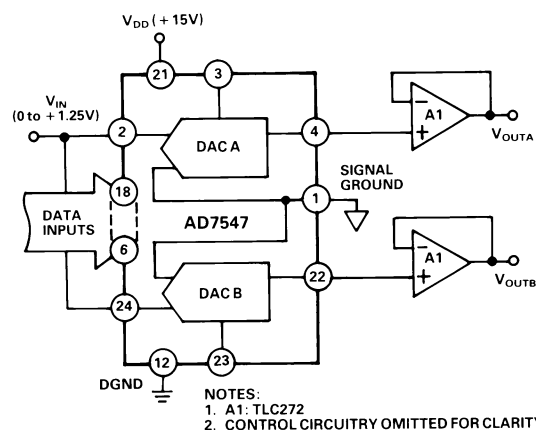 VDD (+15V)
21
3
VIN
(0 to +1.25V)
2
DAC A
4
−
+
A1
VOUTA
SIGNAL
GROUND
1
18
DATA
INPUTS
6
AD7547
24
DAC B
22
−
+
A1
VOUTB
DGND
12
23
NOTES:
1. A1: TLC272
2. CONTROL CIRCUITRY OMITTED FOR CLARITY